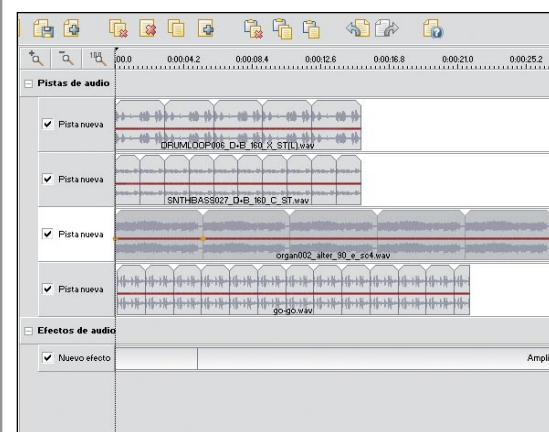 00.0 0:00:04.2 0:00:08.4 0:00:12.6 0:00:16.8 0:00:21.0 0:00:25.2
Pistas de audio
Pista nueva
DRUMLOOP006_D+B_160_X_ST(L).wav
Pista nueva
SNTHBASS027_D+B_160_C_ST.wav
Pista nueva
organ002_alter_90_e_so4.wav
Pista nueva
go-go.wav
Efectos de audio
Nuevo efecto
Ampli